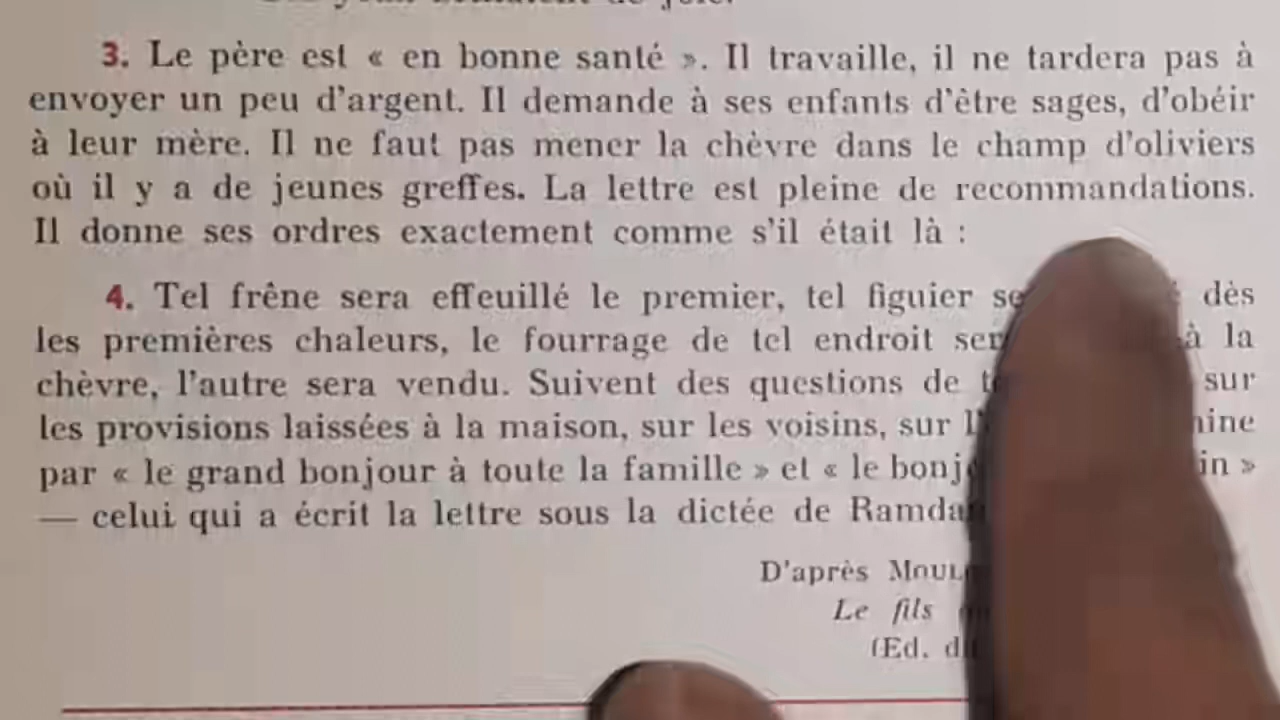 3. Le père est « en bonne santé ». Il travaille, il ne tardera pas à
envoyer un peu d'argent. Il demande à ses enfants d'être sages, d'obéir
à leur mère. Il ne faut pas mener la chèvre dans le champ d'oliviers
où il y a de jeunes greffes. La lettre est pleine de recommandations.
Il donne ses ordres exactement comme s'il était là :
4. Tel frêne sera effeuillé le premier, tel figuier dès
les premières chaleurs, le fourrage de tel endroit à la
chèvre, l'autre sera vendu. Suivent des questions de sur
les provisions laissées à la maison, sur les voisins, sur
par « le grand bonjour à toute la famille » et « le »
— celui qui a écrit la lettre sous la dictée de
D'après
Le fils
(Ed.